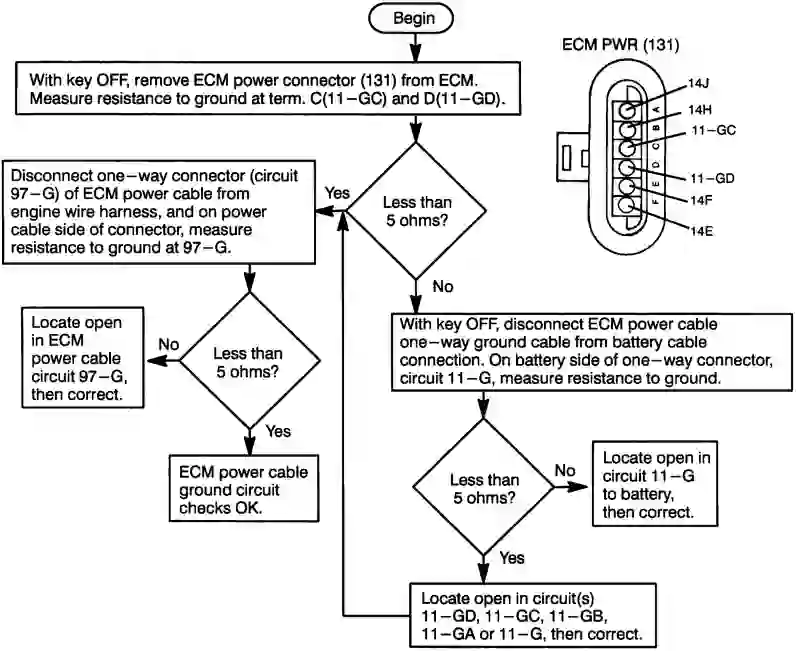 Begin
With key OFF, remove ECM power connector (131) from ECM.
Measure resistance to ground at term. C(11−GC) and D(11−GD).
ECM PWR (131)
14J
14H
11−GC
11−GD
14F
14E
A
B
C
D
E
F
Less than
5 ohms?
Yes
No
Disconnect one−way connector (circuit
97−G) of ECM power cable from
engine wire harness, and on power
cable side of connector, measure
resistance to ground at 97−G.
Less than
5 ohms?
No
Yes
Locate open
in ECM
power cable
circuit 97−G,
then correct.
ECM power cable
ground circuit
checks OK.
With key OFF, disconnect ECM power cable
one−way ground cable from battery cable
connection. On battery side of one−way connector,
circuit 11−G, measure resistance to ground.
Less than
5 ohms?
No
Yes
Locate open in
circuit 11−G
to battery,
then correct.
Locate open in circuit(s)
11−GD, 11−GC, 11−GB,
11−GA or 11−G, then correct.